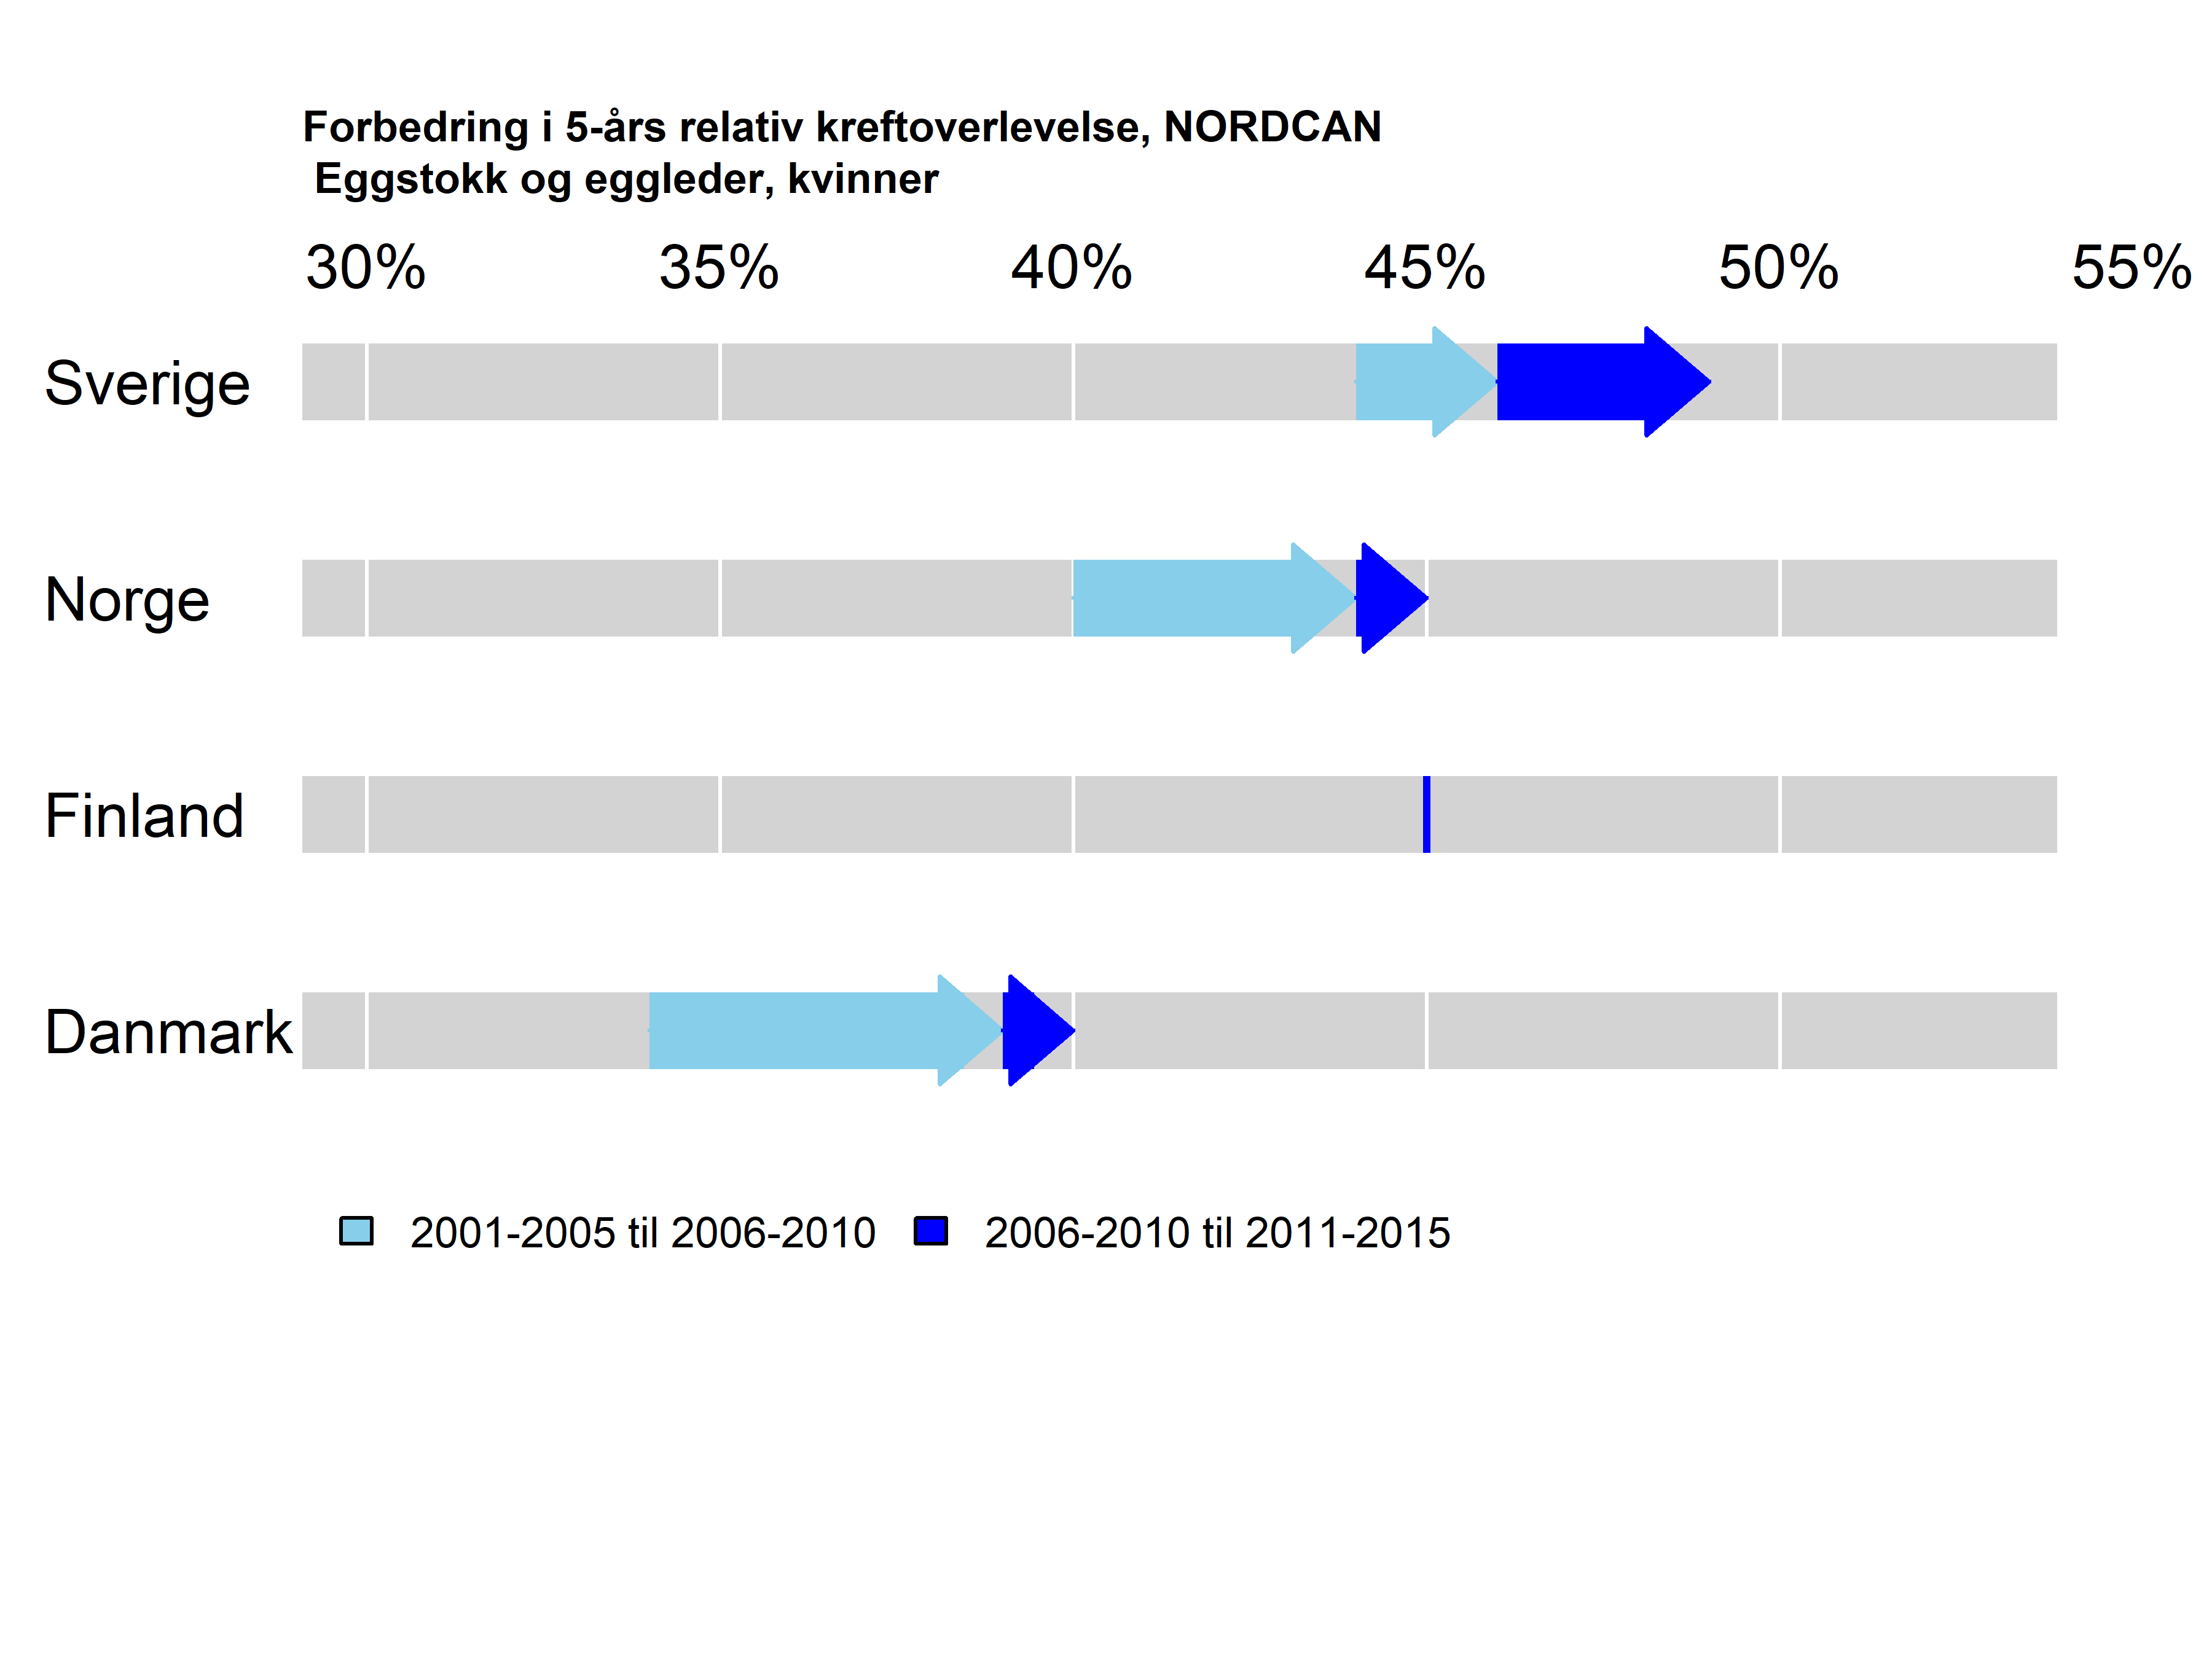 Forbedring i 5-års relativ kreftoverlevelse, NORDCAN
Eggstokk og eggleder, kvinner
30% 35% 40% 45% 50% 55%
Sverige
Norge
Finland
Danmark
2001-2005 til 2006-2010 2006-2010 til 2011-2015